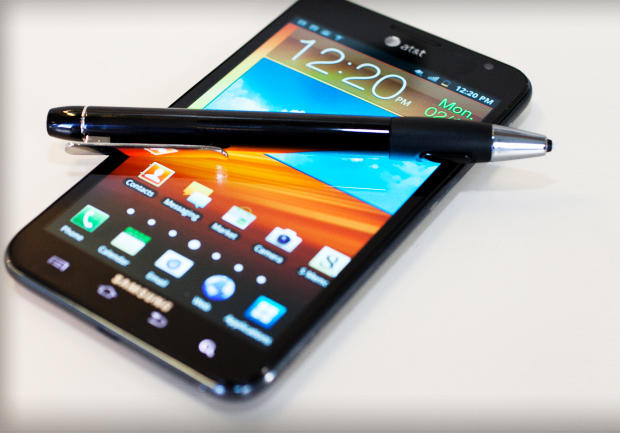 at&t
12:20 PM
12:20 PM
Mon.
Contacts
Messaging
Market
Camera
S Memo
Phone
Calendar
Email
Web
Applications
SAMSUNG